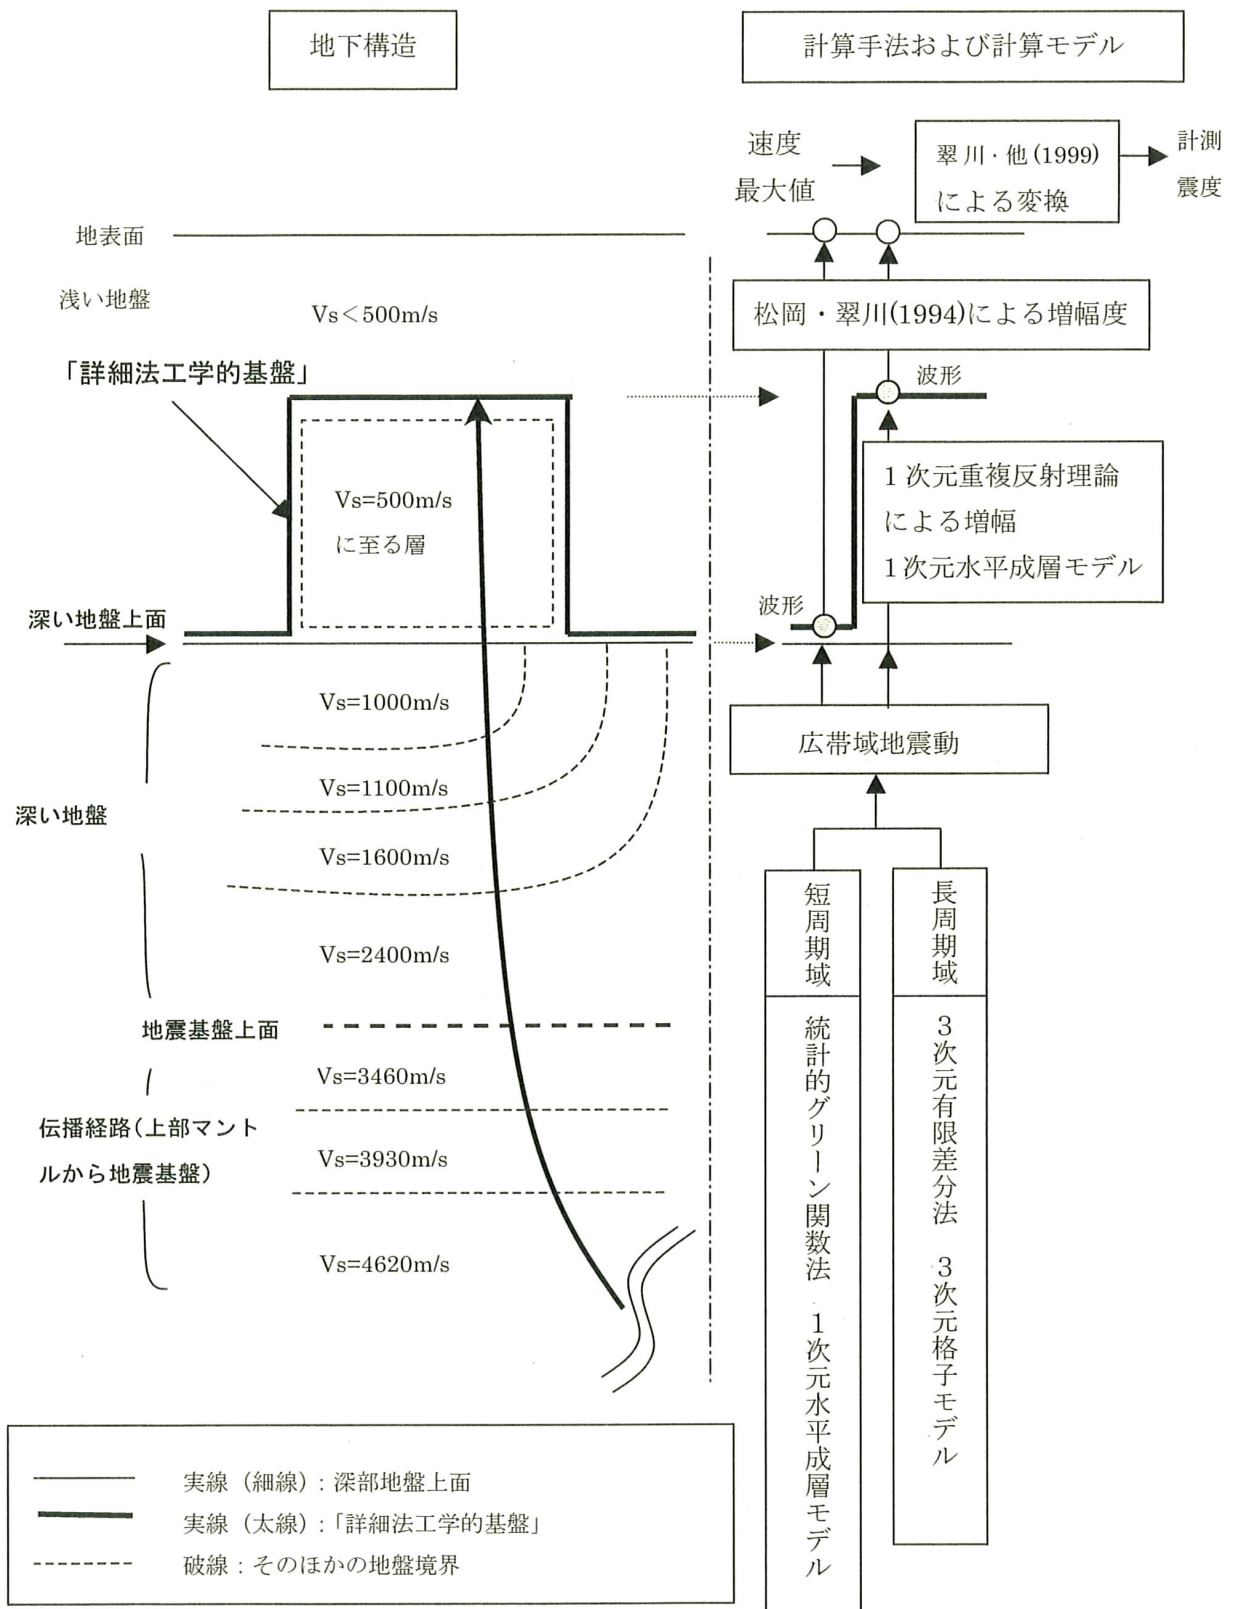 地下構造
計算手法および計算モデル
速度
最大値
翠川・他(1999)
による変換
計測
震度
地表面
浅い地盤
Vs<500m/s
松岡・翠川(1994)による増幅度
「詳細法工学的基盤」
波形
Vs=500m/s
に至る層
1次元重複反射理論
による増幅
1次元水平成層モデル
波形
深い地盤上面
Vs=1000m/s
広帯域地震動
Vs=1100m/s
深い地盤
Vs=1600m/s
Vs=2400m/s
地震基盤上面
Vs=3460m/s
伝播経路(上部マント
ルから地震基盤)
Vs=3930m/s
Vs=4620m/s
短周期域
統計的グリーン関数法 1次元水平成層モデル
長周期域
3次元有限差分法 3次元格子モデル
実線(細線):深部地盤上面
実線(太線):「詳細法工学的基盤」
破線:そのほかの地盤境界